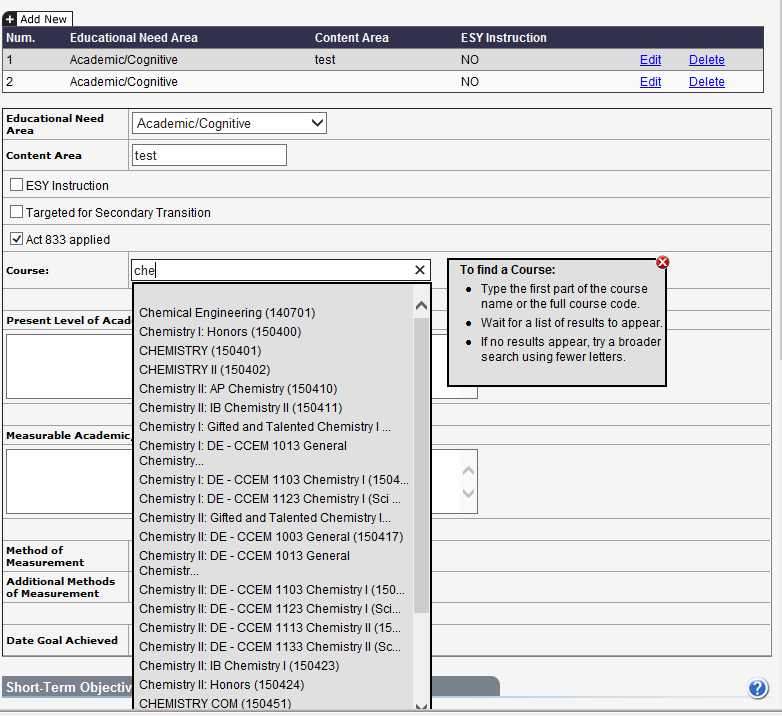 Add New
Num. Educational Need Area Content Area ESY Instruction
1 Academic/Cognitive test NO Edit Delete
2 Academic/Cognitive NO Edit Delete
Educational Need
Area
Academic/Cognitive
Content Area
test
ESY Instruction
Targeted for Secondary Transition
Act 833 applied
Course:
che
Chemical Engineering (140701)
Chemistry I: Honors (150400)
CHEMISTRY (150401)
CHEMISTRY II (150402)
Chemistry II: AP Chemistry (150410)
Chemistry II: IB Chemistry II (150411)
Chemistry I: Gifted and Talented Chemistry I ...
Chemistry I: DE - CCEM 1013 General
Chemistry...
Chemistry I: DE - CCEM 1103 Chemistry I (1504...
Chemistry I: DE - CCEM 1123 Chemistry I (Sci ...
Chemistry II: Gifted and Talented Chemistry I...
Chemistry II: DE - CCEM 1003 General (150417)
Chemistry II: DE - CCEM 1013 General
Chemistr...
Chemistry II: DE - CCEM 1103 Chemistry I (150...
Chemistry II: DE - CCEM 1123 Chemistry I (Sci...
Chemistry II: DE - CCEM 1113 Chemistry II (15...
Chemistry II: DE - CCEM 1133 Chemistry II (Sc...
Chemistry II: IB Chemistry I (150423)
Chemistry II: Honors (150424)
CHEMISTRY COM (150451)
To find a Course:
Type the first part of the course
name or the full course code.
Wait for a list of results to appear.
If no results appear, try a broader
search using fewer letters.
Present Level of Acad
Measurable Academic,
Method of
Measurement
Additional Methods
of Measurement
Date Goal Achieved
Short-Term Objectiv